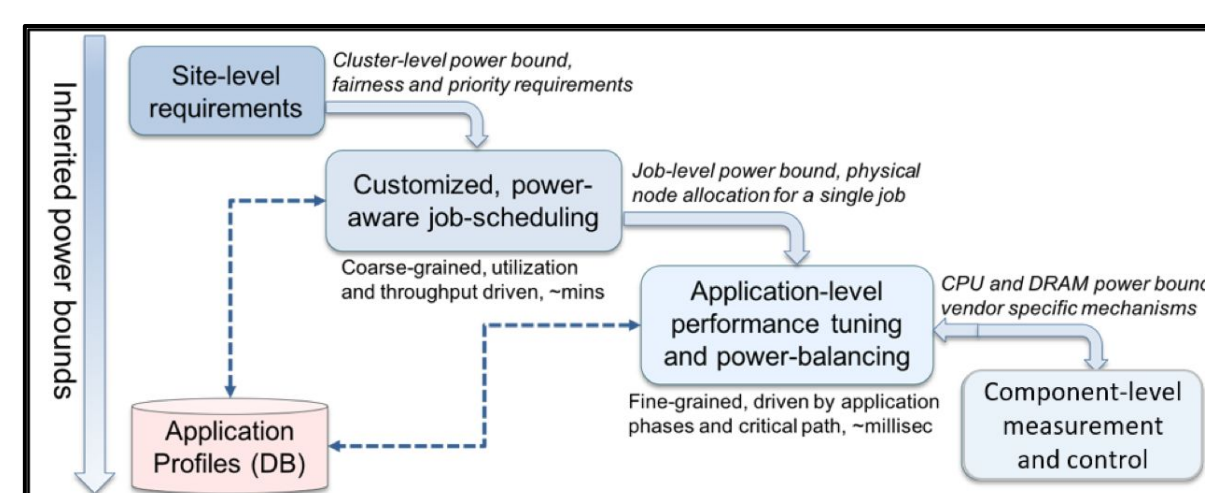 Inherited power bounds
Site-level
requirements
Cluster-level power bound,
fairness and priority requirements
Customized, power-
aware job-scheduling
Job-level power bound, physical
node allocation for a single job
Coarse-grained, utilization
and throughput driven, ~mins
Application-level
performance tuning
and power-balancing
CPU and DRAM power bound
vendor specific mechanisms
Fine-grained, driven by application
phases and critical path, ~millisec
Component-level
measurement
and control
Application
Profiles (DB)